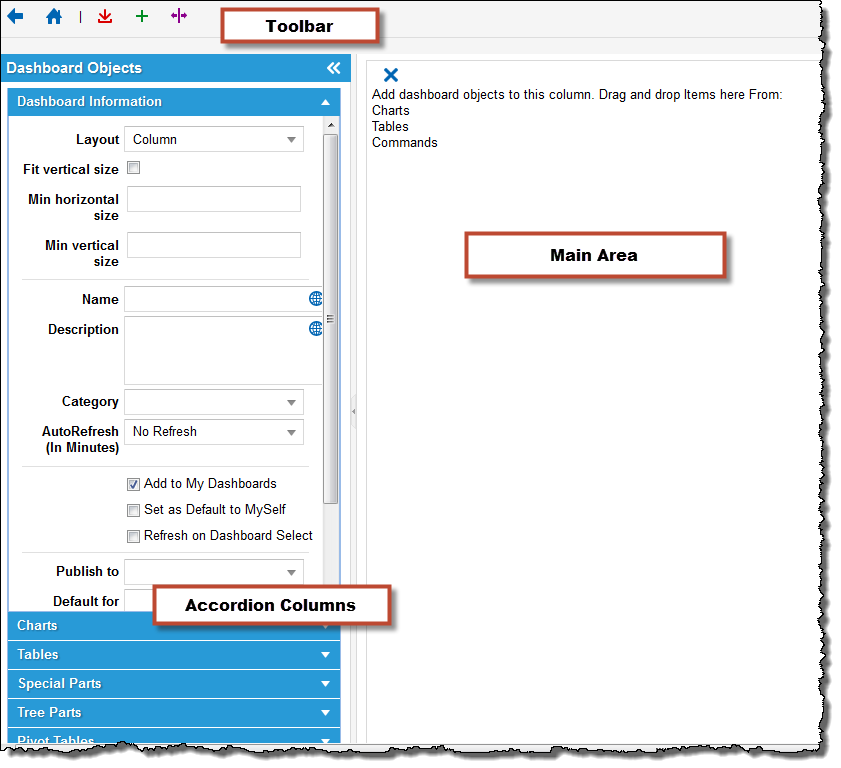 Toolbar
Dashboard Objects
Dashboard Information
Layout Column
Fit vertical size
Min horizontal
size
Min vertical
size
Name
Description
Category
AutoRefresh No Refresh
(In Minutes)
Add to My Dashboards
Set as Default to MySelf
Refresh on Dashboard Select
Publish to
Default for
Accordion Columns
Charts
Tables
Special Parts
Tree Parts
Pivot Tables
Add dashboard objects to this column. Drag and drop Items here From:
Charts
Tables
Commands
Main Area